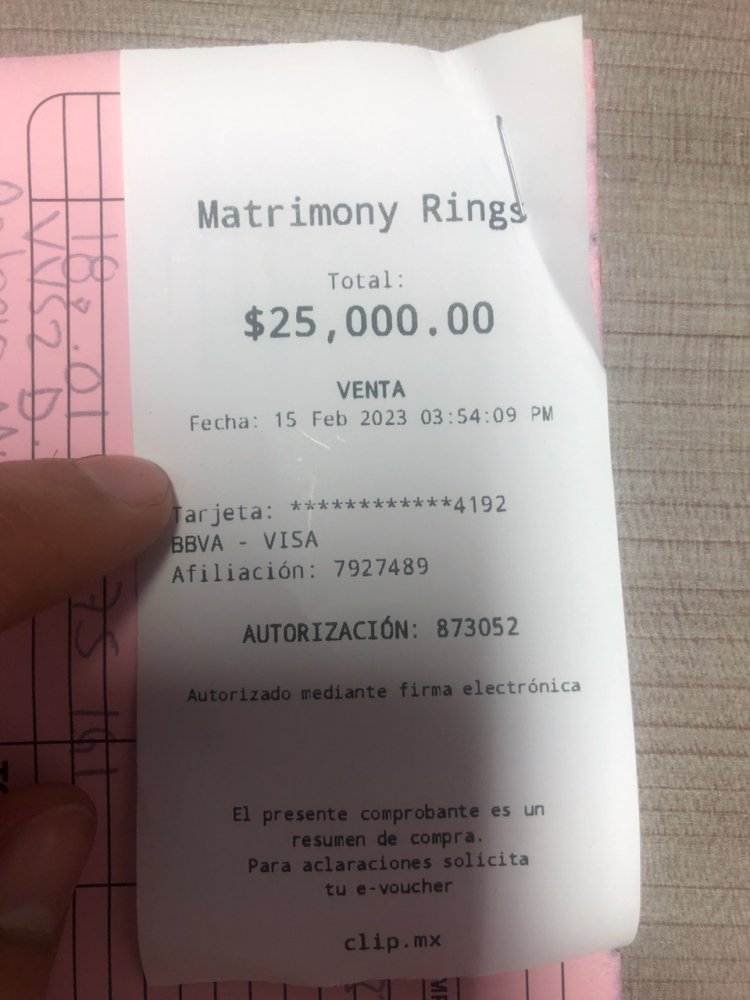 Matrimony Rings
Total:
$25,000.00
VENTA
Fecha: 15 Feb 2023 03:54:09 PM
Tarjeta: ************4192
BBVA - VISA
Afiliación: 7927489
AUTORIZACIÓN: 873052
Autorizado mediante firma electrónica
El presente comprobante es un
resumen de compra.
Para aclaraciones solicita
tu e-voucher
clip.mx
VVS2 D.